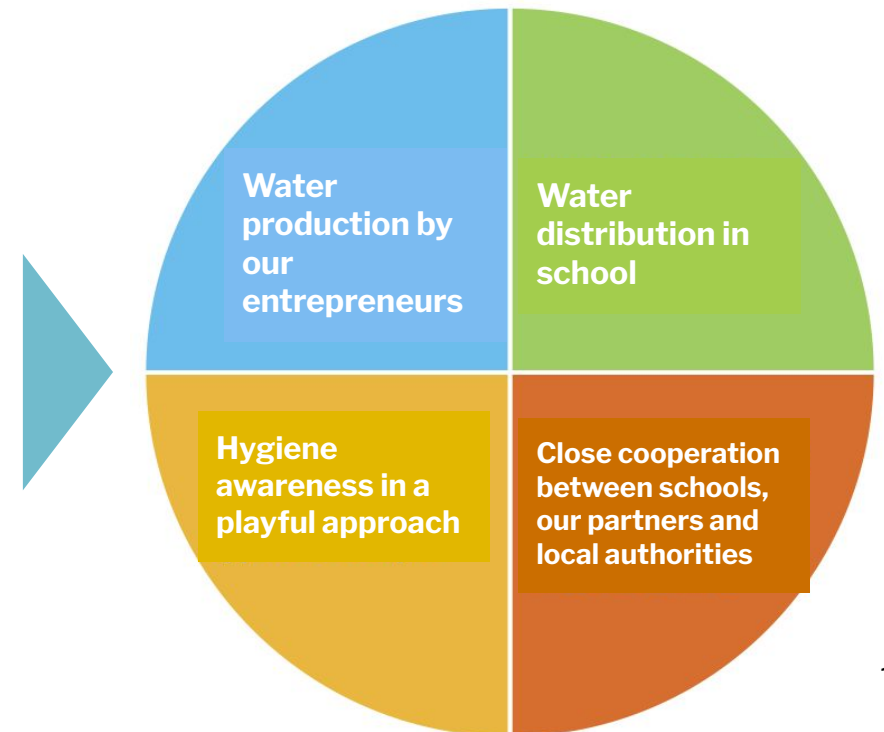 Water
production by
our
entrepreneurs
Water
distribution in
school
Hygiene
awareness in a
playful approach
Close cooperation
between schools,
our partners and
local authorities